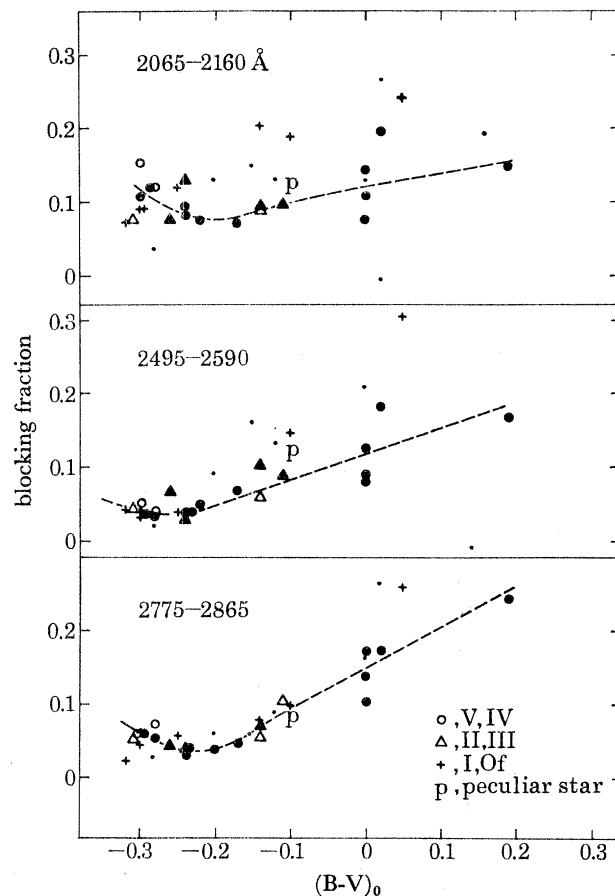 2065−2160 Å
0.3
0.2
0.1
0
2495−2590
0.3
0.2
0.1
0
blocking fraction
p
p
2775−2865
0.2
0.1
0
p
o , V, IV
△ , II, III
+ , I, Of
p , peculiar star
−0.3 −0.2 −0.1 0 0.1 0.2 0.3
(B-V)₀